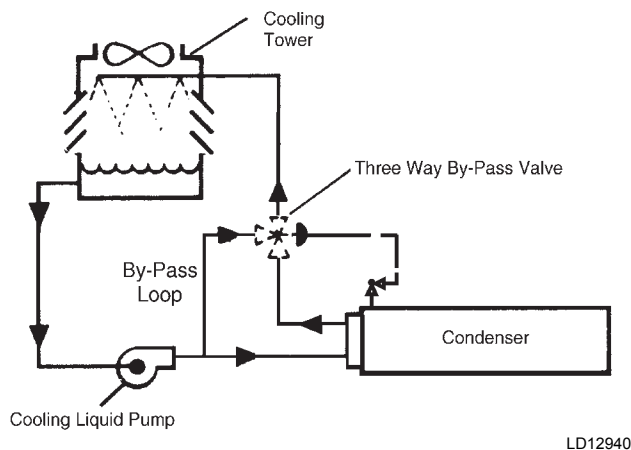 Cooling
Tower
Three Way By-Pass Valve
By-Pass
Loop
Condenser
Cooling Liquid Pump
LD12940